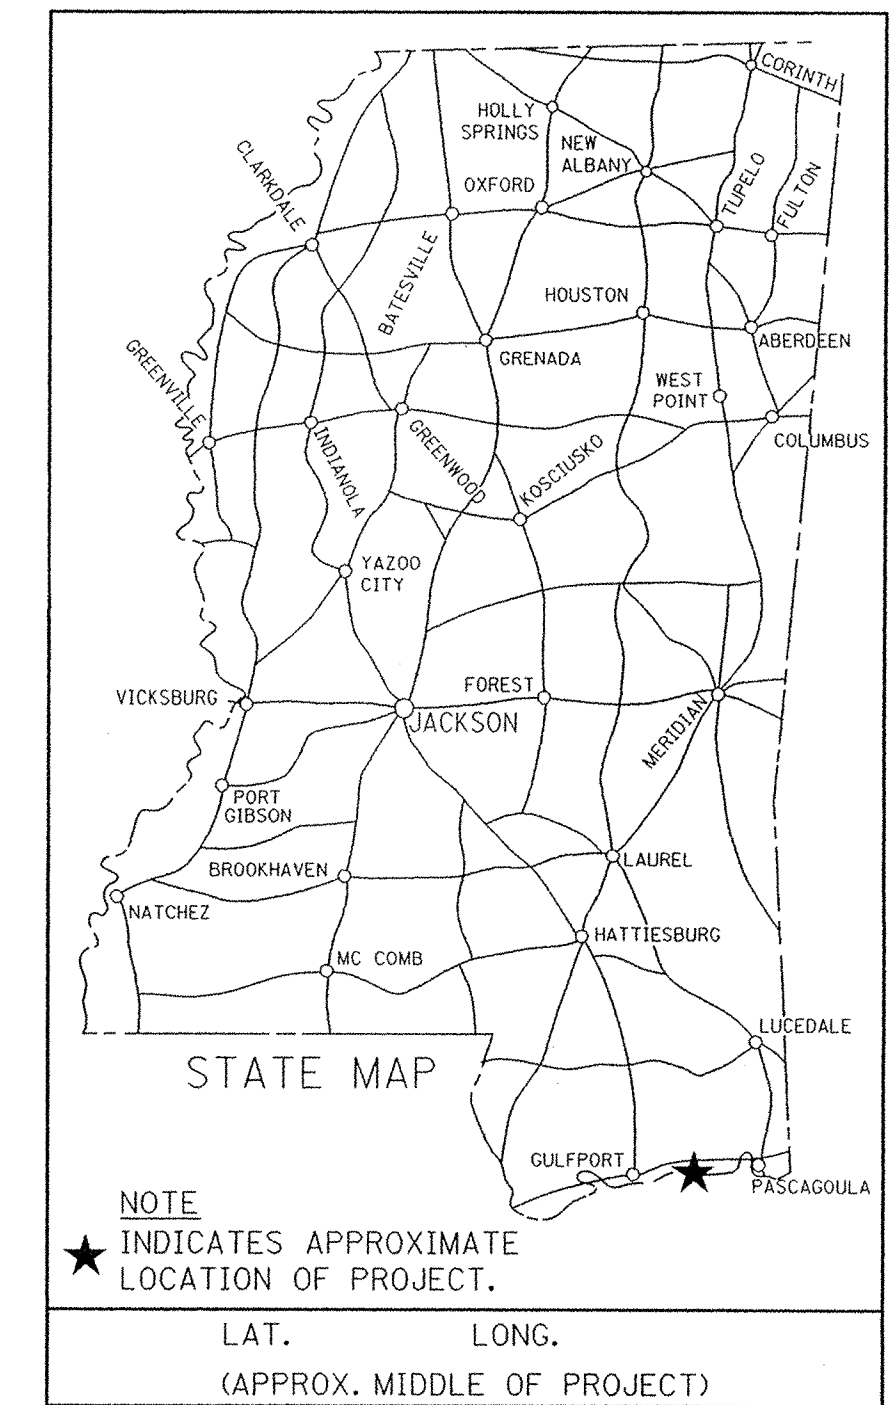 CORINTH
HOLLY
SPRINGS
NEW
ALBANY
CLARKDALE
OXFORD
TUPELO
FULTON
BATESVILLE
HOUSTON
ABERDEEN
GREENVILLE
GRENADA
WEST
POINT
COLUMBUS
INDIANOLA
GREENWOOD
KOSCIUSKO
YAZOO
CITY
VICKSBURG
FOREST
JACKSON
MERIDIAN
PORT
GIBSON
BROOKHAVEN
LAUREL
NATCHEZ
HATTIESBURG
MC COMB
LUCEDALE
STATE MAP
GULFPORT
PASCAGOULA
NOTE
INDICATES APPROXIMATE
LOCATION OF PROJECT.
LAT. LONG.
(APPROX. MIDDLE OF PROJECT)